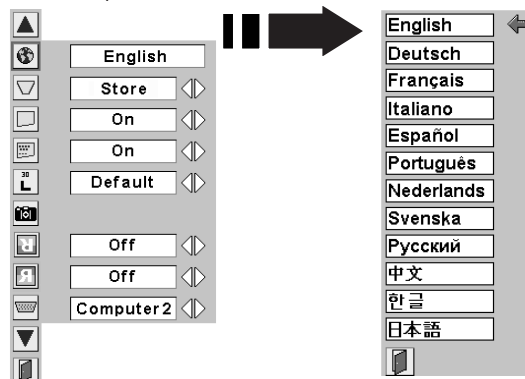 English
Store
On
On
30
L
Default
R
Off
R
Off
Computer2
English
Deutsch
Français
Italiano
Español
Português
Nederlands
Svenska
Русский
中文
한글
日本語